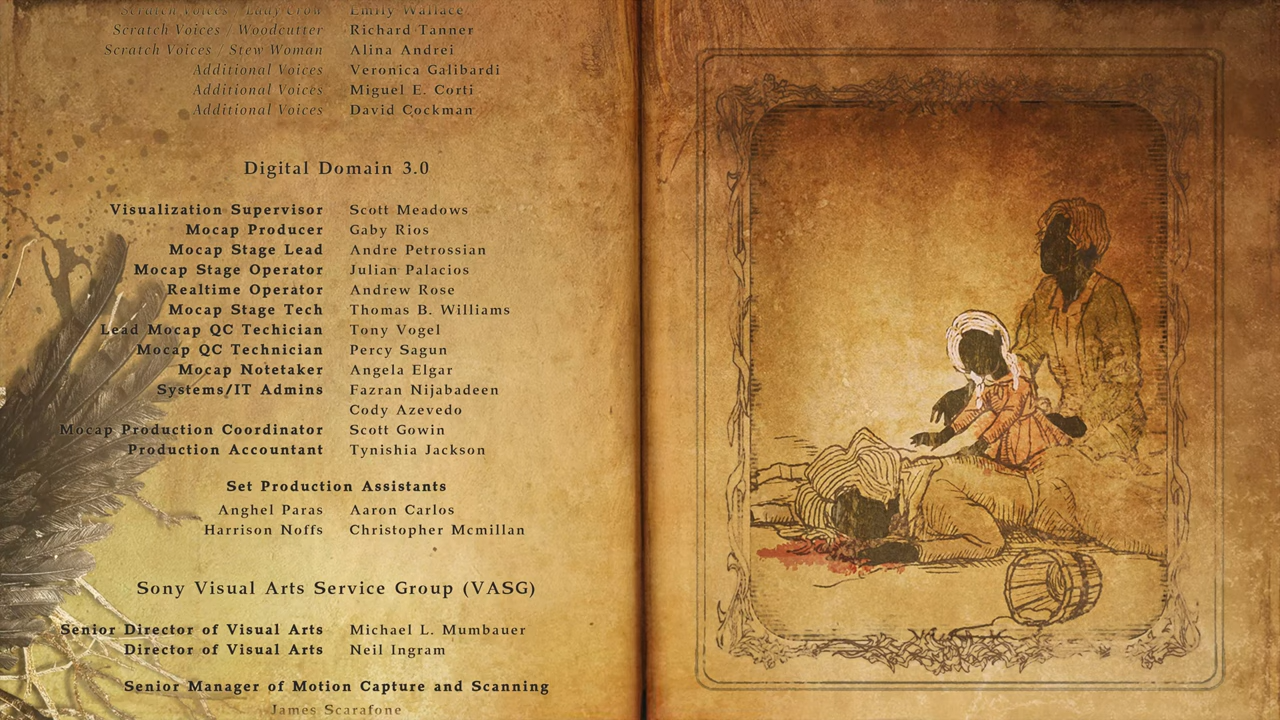 Scratch Voices / Lady Crow Emily Wallace
Scratch Voices / Woodcutter Richard Tanner
Scratch Voices / Stew Woman Alina Andrei
Additional Voices Veronica Galibardi
Additional Voices Miguel E. Corti
Additional Voices David Cockman
Digital Domain 3.0
Visualization Supervisor Scott Meadows
Mocap Producer Gaby Rios
Mocap Stage Lead Andre Petrossian
Mocap Stage Operator Julian Palacios
Realtime Operator Andrew Rose
Mocap Stage Tech Thomas B. Williams
Lead Mocap QC Techician Tony Vogel
Mocap QC Technician Percy Sagun
Mocap Notetaker Angela Elgar
Systems/IT Admins Fazran Nijabadeen
Cody Azevedo
Mocap Production Coordinator Scott Gowin
Production Accountant Tynishia Jackson
Set Production Assistants
Anghel Paras Aaron Carlos
Harrison Noffs Christopher Mcmillan
Sony Visual Arts Service Group (VASG)
Senior Director of Visual Arts Michael L. Mumbauer
Director of Visual Arts Neil Ingram
Senior Manager of Motion Capture and Scanning
James Scarafone